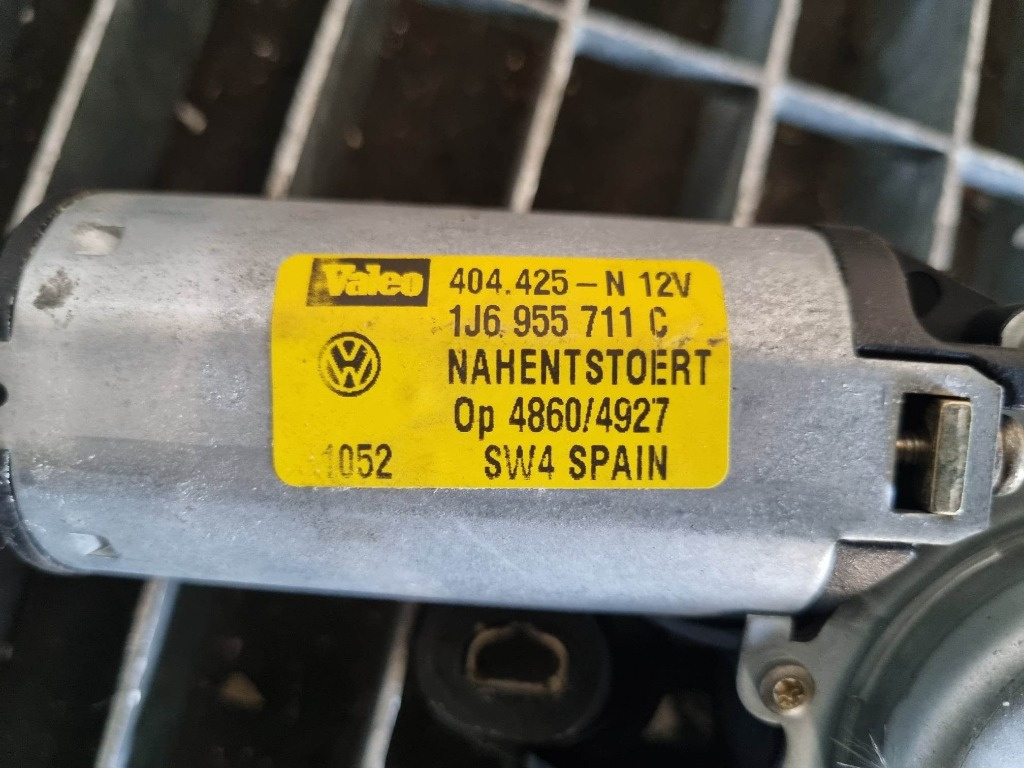 Valeo 404.425-N 12V
1J6 955 711 C
NAHENTSTOERT
Op 4860/4927
1052 SW4 SPAIN